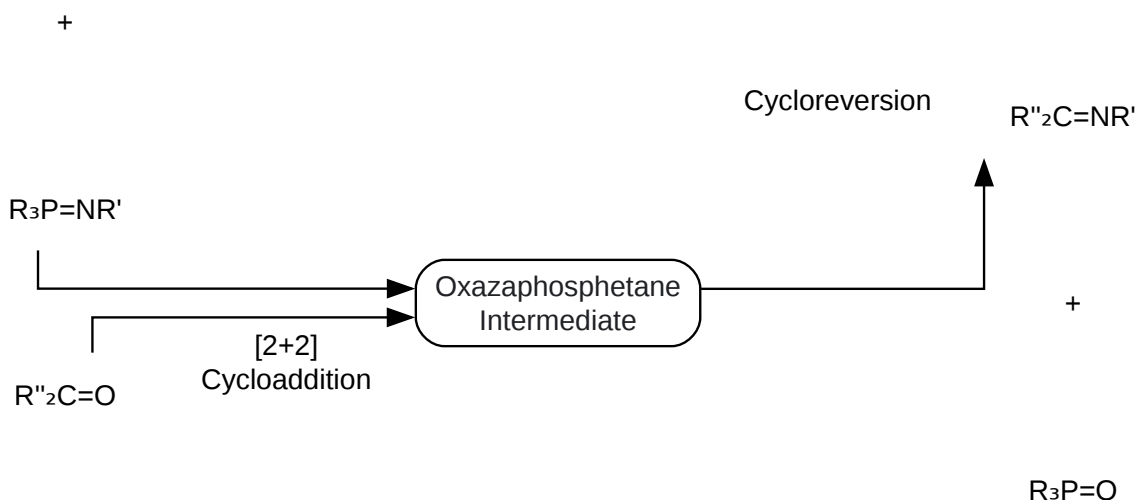 +
Cycloreversion
R"₂C=NR'
R₃P=NR'
Oxazaphosphetane
Intermediate
+
[2+2]
Cycloaddition
R"₂C=O
R₃P=O